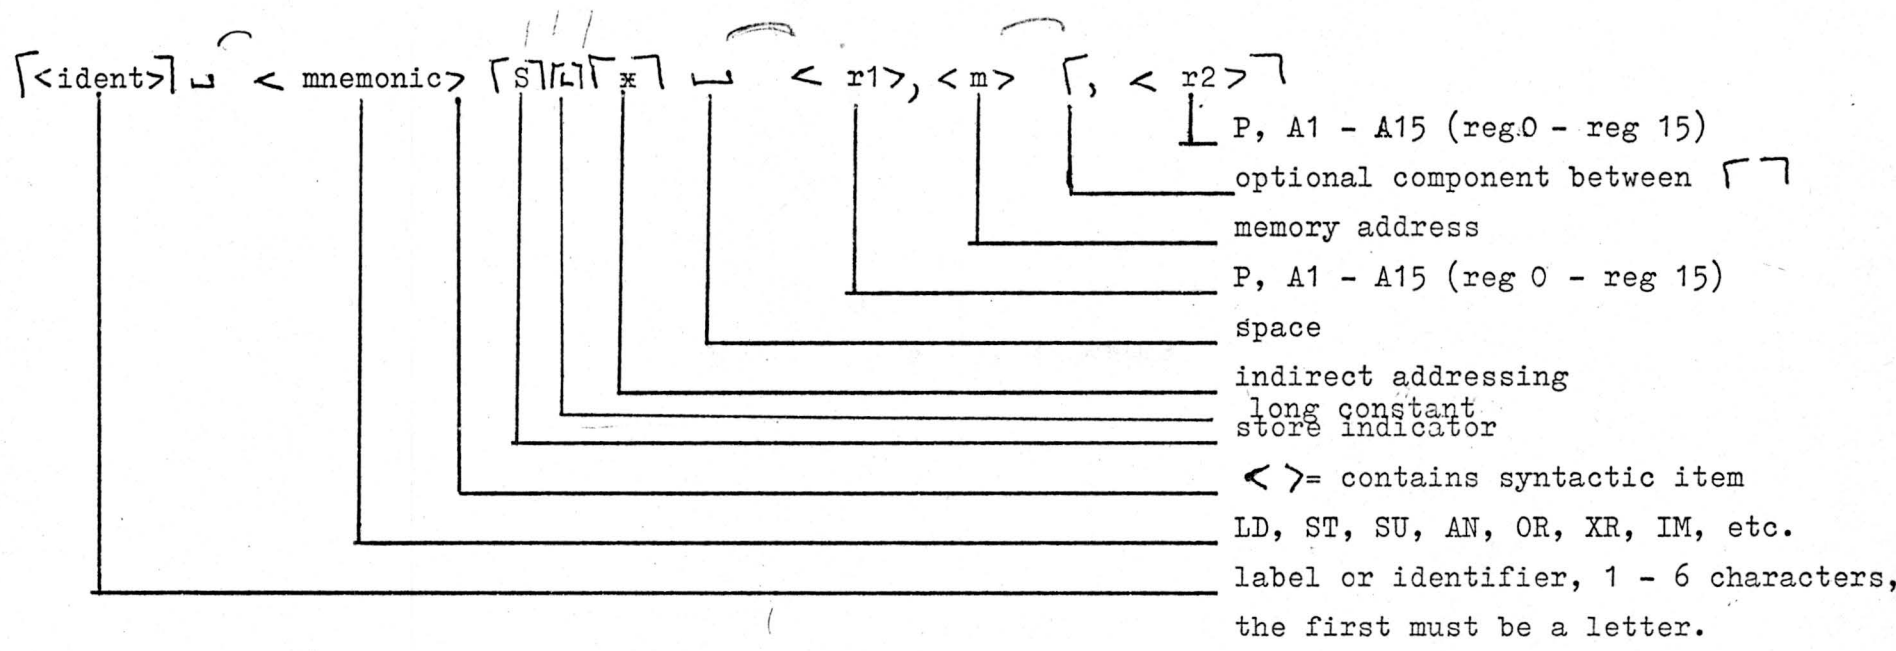 ⌈<ident>⌉ ␣ < mnemonic> ⌈S⌉⌈L⌉⌈*⌉ ␣ < r1>, <m> ⌈, < r2>⌉
P, A1 - A15 (reg.0 - reg 15)
optional component between ⌈ ⌉
memory address
P, A1 - A15 (reg 0 - reg 15)
space
indirect addressing
long constant
store indicator
< >= contains syntactic item
LD, ST, SU, AN, OR, XR, IM, etc.
label or identifier, 1 - 6 characters,
the first must be a letter.